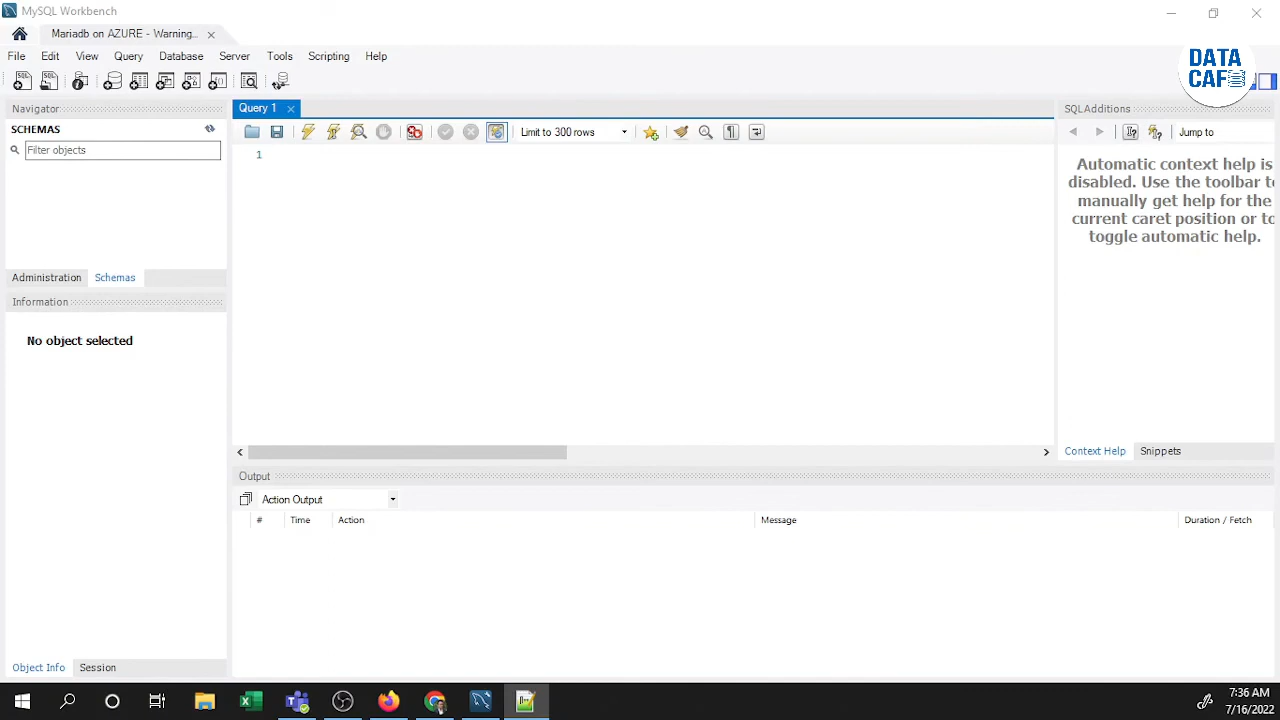 MySQL Workbench
Mariadb on AZURE - Warning...
File Edit View Query Database Server Tools Scripting Help
DATA
CAF
Navigator
SCHEMAS
Filter objects
Administration Schemas
Information
No object selected
Object Info Session
Query 1
Limit to 300 rows
1
Output
Action Output
# Time Action Message Duration / Fetch
SQLAdditions
Jump to
Automatic context help is
disabled. Use the toolbar to
manually get help for the
current caret position or to
toggle automatic help.
Context Help Snippets
7:36 AM
7/16/2022